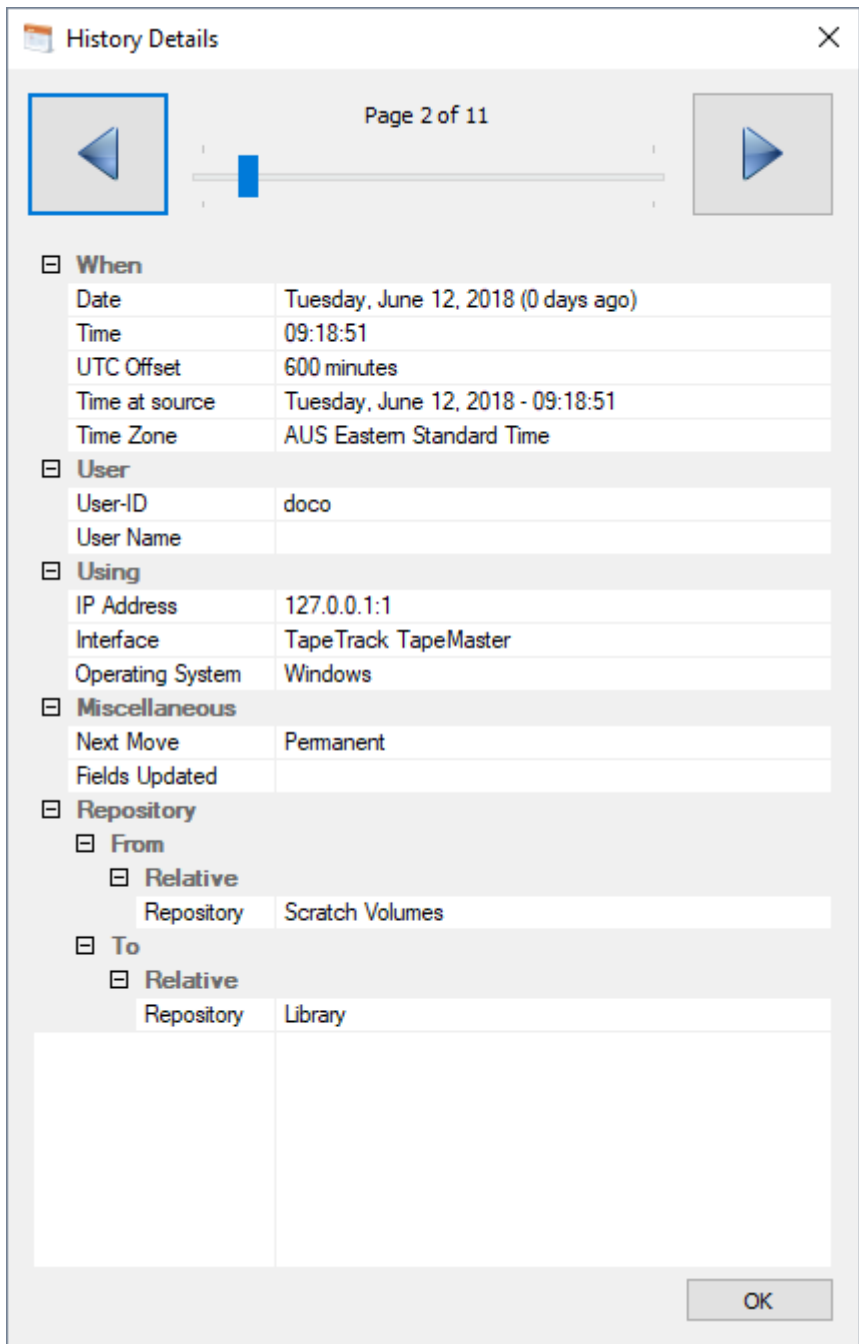 History Details
Page 2 of 11
When
Date Tuesday, June 12, 2018 (0 days ago)
Time 09:18:51
UTC Offset 600 minutes
Time at source Tuesday, June 12, 2018 - 09:18:51
Time Zone AUS Eastern Standard Time
User
User-ID doco
User Name
Using
IP Address 127.0.0.1:1
Interface TapeTrack TapeMaster
Operating System Windows
Miscellaneous
Next Move Permanent
Fields Updated
Repository
From
Relative
Repository Scratch Volumes
To
Relative
Repository Library
OK